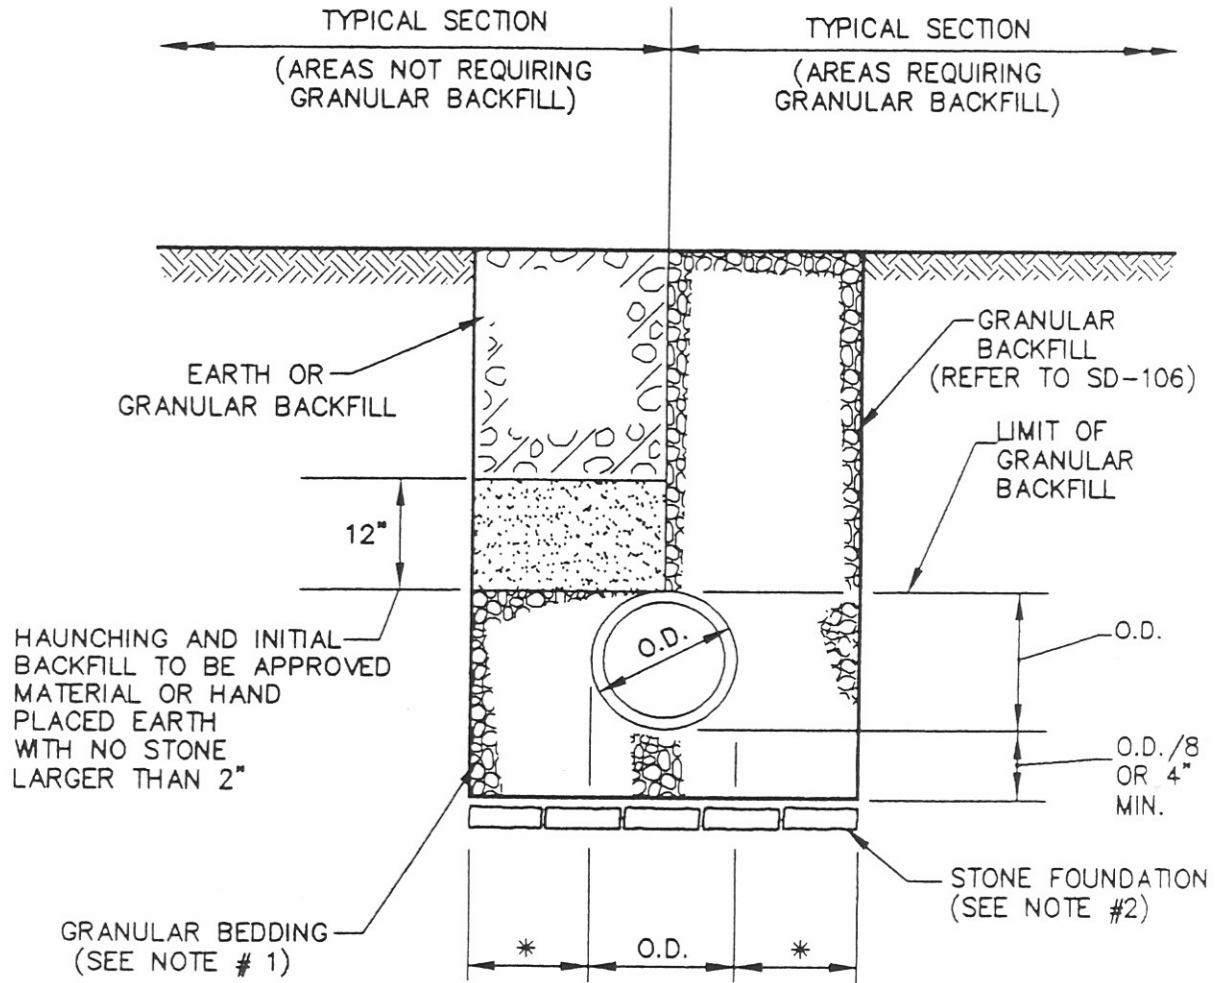 TYPICAL SECTION
(AREAS NOT REQUIRING
GRANULAR BACKFILL)
TYPICAL SECTION
(AREAS REQUIRING
GRANULAR BACKFILL)
EARTH OR
GRANULAR BACKFILL
GRANULAR
BACKFILL
(REFER TO SD-106)
LIMIT OF
GRANULAR
BACKFILL
12"
HAUNCHING AND INITIAL
BACKFILL TO BE APPROVED
MATERIAL OR HAND
PLACED EARTH
WITH NO STONE
LARGER THAN 2"
O.D.
O.D.
O.D./8
OR 4"
MIN.
STONE FOUNDATION
(SEE NOTE #2)
GRANULAR BEDDING
(SEE NOTE # 1)
* O.D. *